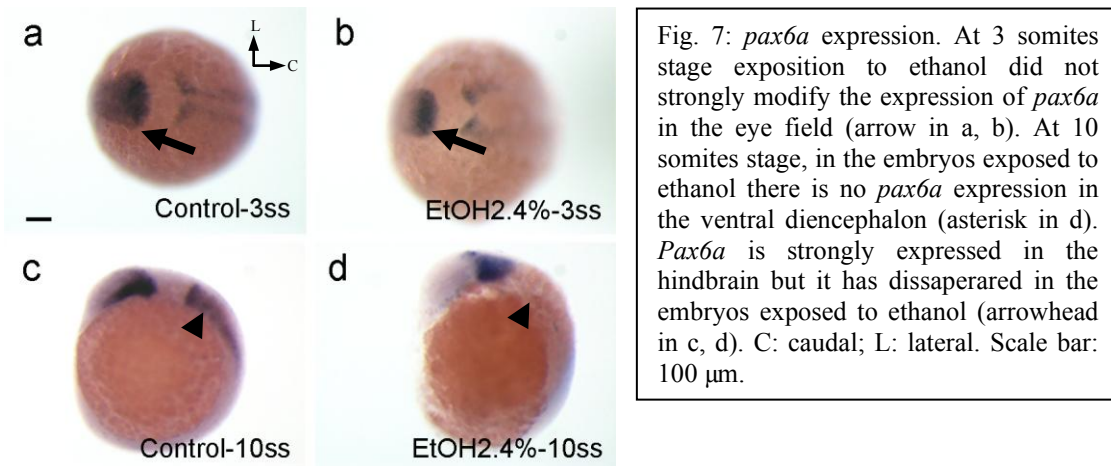 a
L
C
Control-3ss
b
EtOH2.4%-3ss
c
Control-10ss
d
EtOH2.4%-10ss
Fig. 7: pax6a expression. At 3 somites
stage exposition to ethanol did not
strongly modify the expression of pax6a
in the eye field (arrow in a, b). At 10
somites stage, in the embryos exposed to
ethanol there is no pax6a expression in
the ventral diencephalon (asterisk in d).
Pax6a is strongly expressed in the
hindbrain but it has dissaperared in the
embryos exposed to ethanol (arrowhead
in c, d). C: caudal; L: lateral. Scale bar:
100 μm.